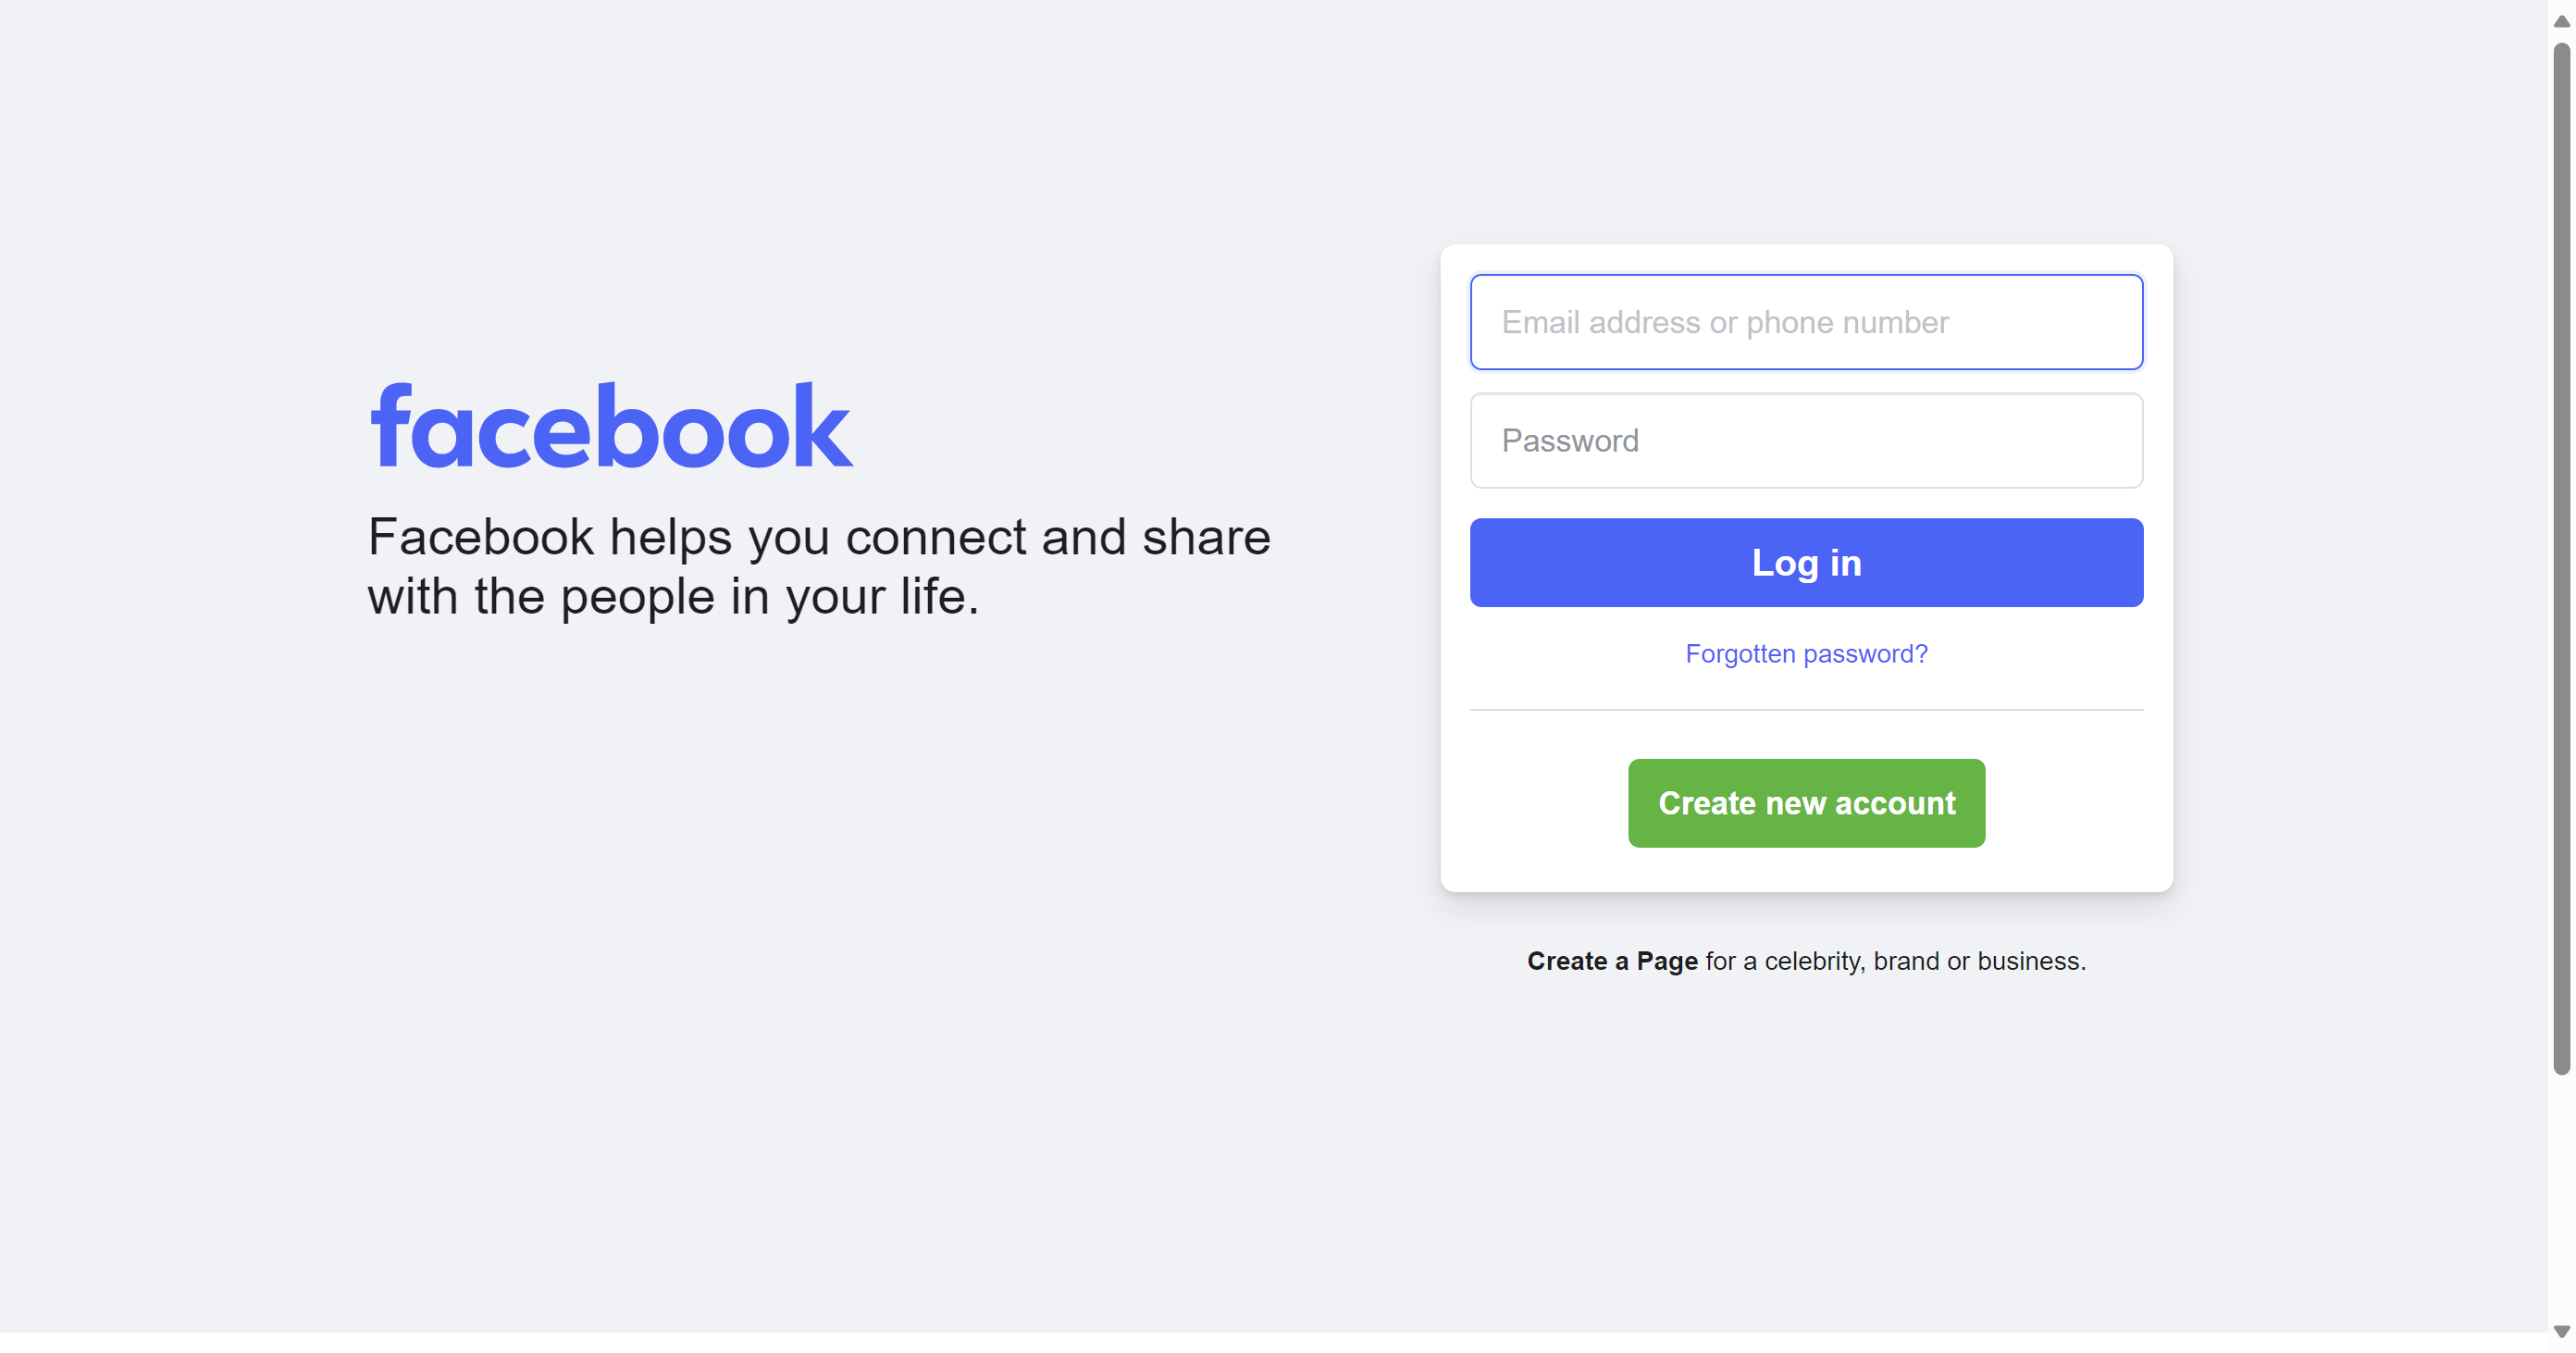 facebook
Facebook helps you connect and share
with the people in your life.
Email address or phone number
Password
Log in
Forgotten password?
Create new account
Create a Page for a celebrity, brand or business.